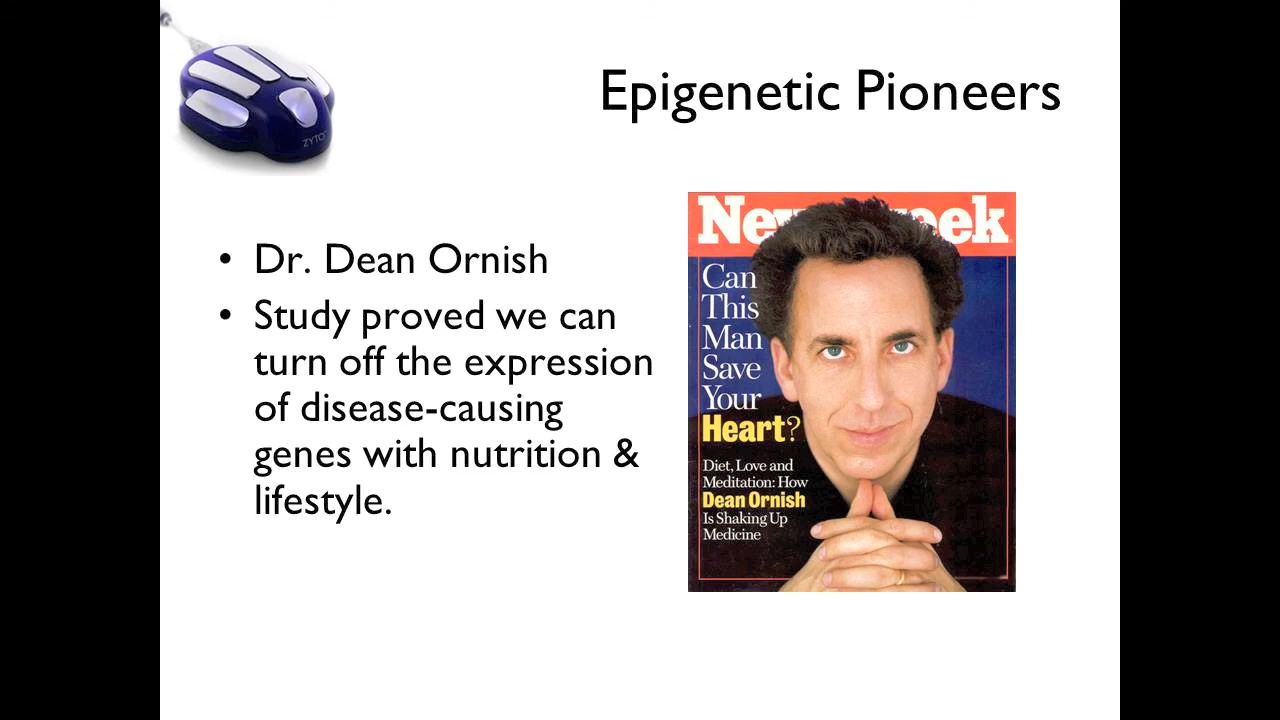 ZYTO
Epigenetic Pioneers
• Dr. Dean Ornish
• Study proved we can
turn off the expression
of disease-causing
genes with nutrition &
lifestyle.
Can
This
Man
Save
Your
Heart?
Diet, Love and
Meditation: How
Dean Ornish
Is Shaking Up
Medicine